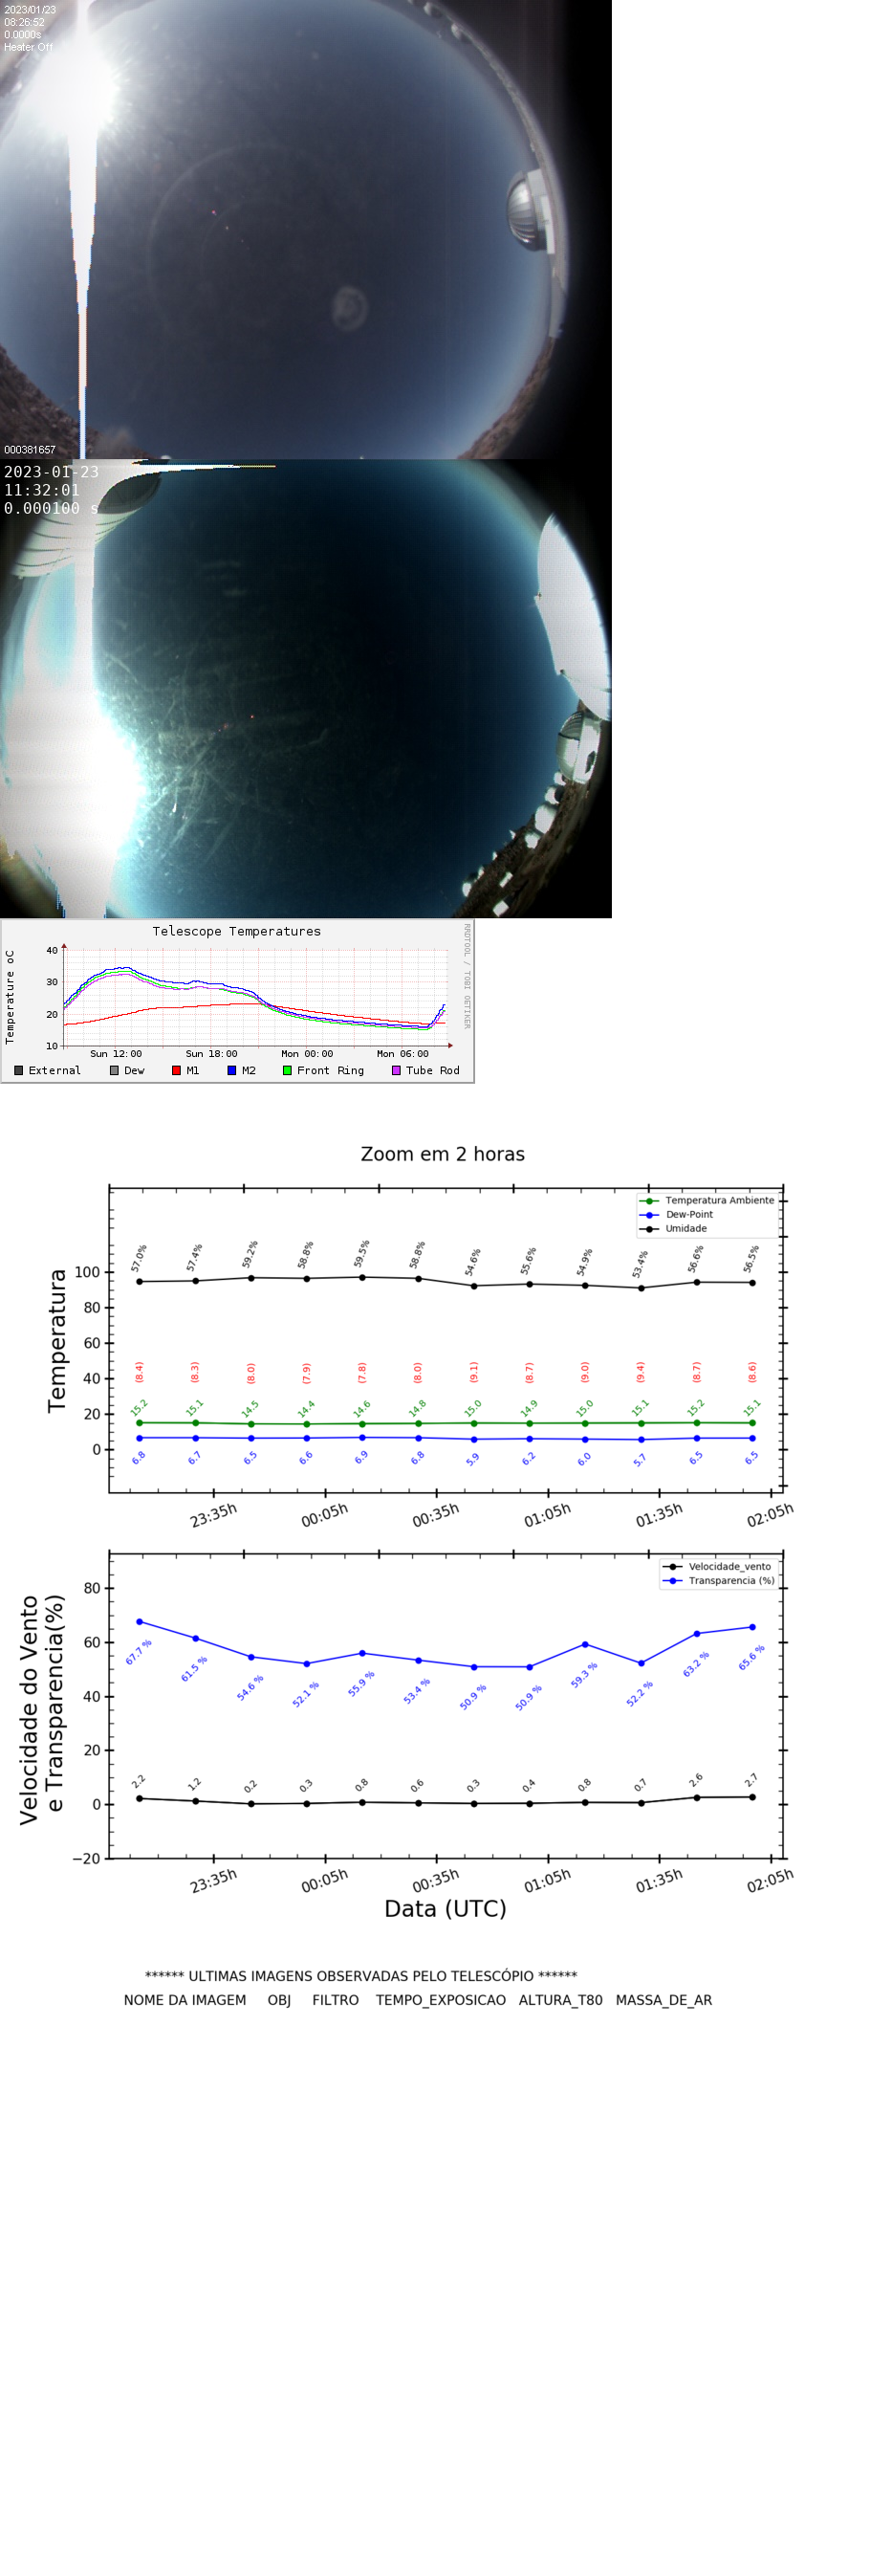 2023/01/23
08:26:52
0.0000s
Heater Off
000381657
2023-01-23
11:32:01
0.000100 s
Telescope Temperatures
RRDTOOL / TOBI OETIKER
Temperature oC
40
30
20
10
Sun 12:00 Sun 18:00 Mon 00:00 Mon 06:00
External Dew M1 M2 Front Ring Tube Rod
Zoom em 2 horas
Temperatura Ambiente
Dew-Point
Umidade
Temperatura
100
80
60
40
20
0
57.0% 57.4% 59.2% 58.8% 59.5% 58.8% 54.6% 55.6% 54.9% 53.4% 56.6% 56.5%
(8.4) (8.3) (8.0) (7.9) (7.8) (8.0) (9.1) (8.7) (9.0) (9.4) (8.7) (8.6)
15.2 15.1 14.5 14.4 14.6 14.8 15.0 14.9 15.0 15.1 15.2 15.1
6.8 6.7 6.5 6.6 6.9 6.8 5.9 6.2 6.0 5.7 6.5 6.5
23:35h 00:05h 00:35h 01:05h 01:35h 02:05h
Velocidade_vento
Transparencia (%)
Velocidade do Vento
e Transparencia(%)
80
60
40
20
0
−20
67.7 % 61.5 % 54.6 % 52.1 % 55.9 % 53.4 % 50.9 % 50.9 % 59.3 % 52.2 % 63.2 % 65.6 %
2.2 1.2 0.2 0.3 0.8 0.6 0.3 0.4 0.8 0.7 2.6 2.7
23:35h 00:05h 00:35h 01:05h 01:35h 02:05h
Data (UTC)
****** ULTIMAS IMAGENS OBSERVADAS PELO TELESCÓPIO ******
NOME DA IMAGEM OBJ FILTRO TEMPO_EXPOSICAO ALTURA_T80 MASSA_DE_AR